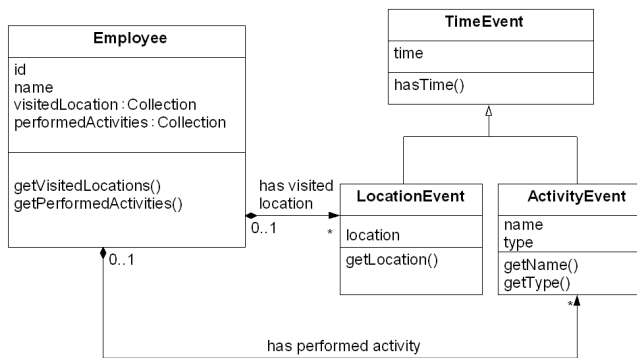 Employee
id
name
visitedLocation : Collection
performedActivities : Collection
getVisitedLocations()
getPerformedActivities()
TimeEvent
time
hasTime()
has visited
location
0..1
*
LocationEvent
location
getLocation()
ActivityEvent
name
type
getName()
getType()
0..1
*
has performed activity